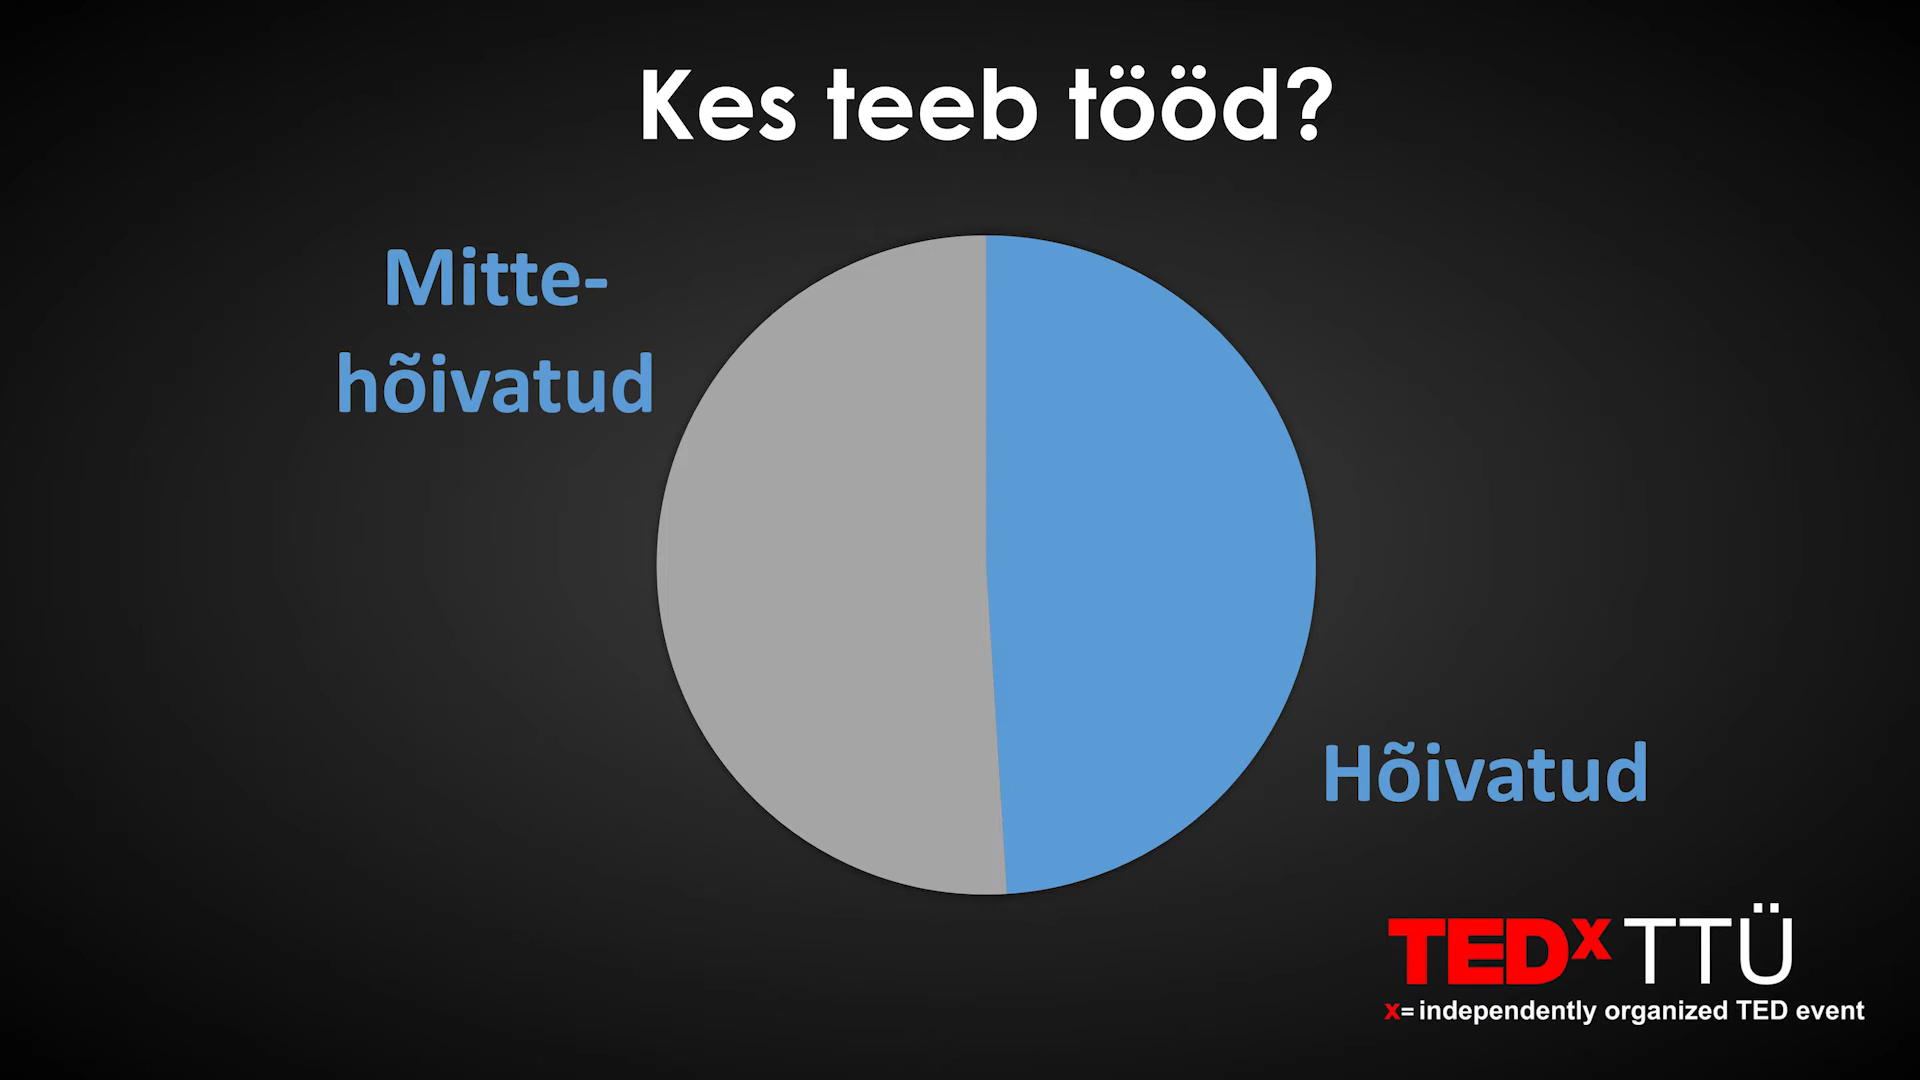 Kes teeb tööd?
Mitte-
hõivatud
Hõivatud
TEDx TTÜ
x=independently organized TED event